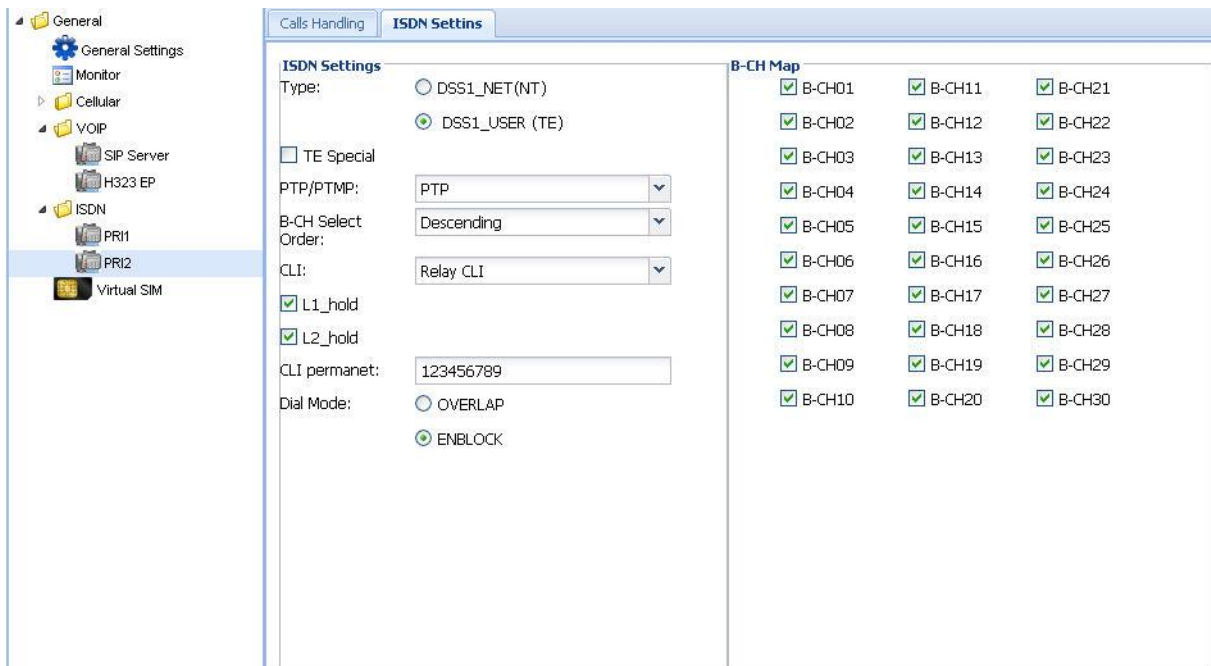 General
General Settings
Monitor
Cellular
VOIP
SIP Server
H323 EP
ISDN
PRI1
PRI2
Virtual SIM
Calls Handling
ISDN Settins
ISDN Settings
Type:
DSS1_NET(NT)
DSS1_USER (TE)
TE Special
PTP/PTMP:
PTP
B-CH Select
Order:
Descending
CLI:
Relay CLI
L1_hold
L2_hold
CLI permanet:
123456789
Dial Mode:
OVERLAP
ENBLOCK
B-CH Map
B-CH01 B-CH11 B-CH21
B-CH02 B-CH12 B-CH22
B-CH03 B-CH13 B-CH23
B-CH04 B-CH14 B-CH24
B-CH05 B-CH15 B-CH25
B-CH06 B-CH16 B-CH26
B-CH07 B-CH17 B-CH27
B-CH08 B-CH18 B-CH28
B-CH09 B-CH19 B-CH29
B-CH10 B-CH20 B-CH30